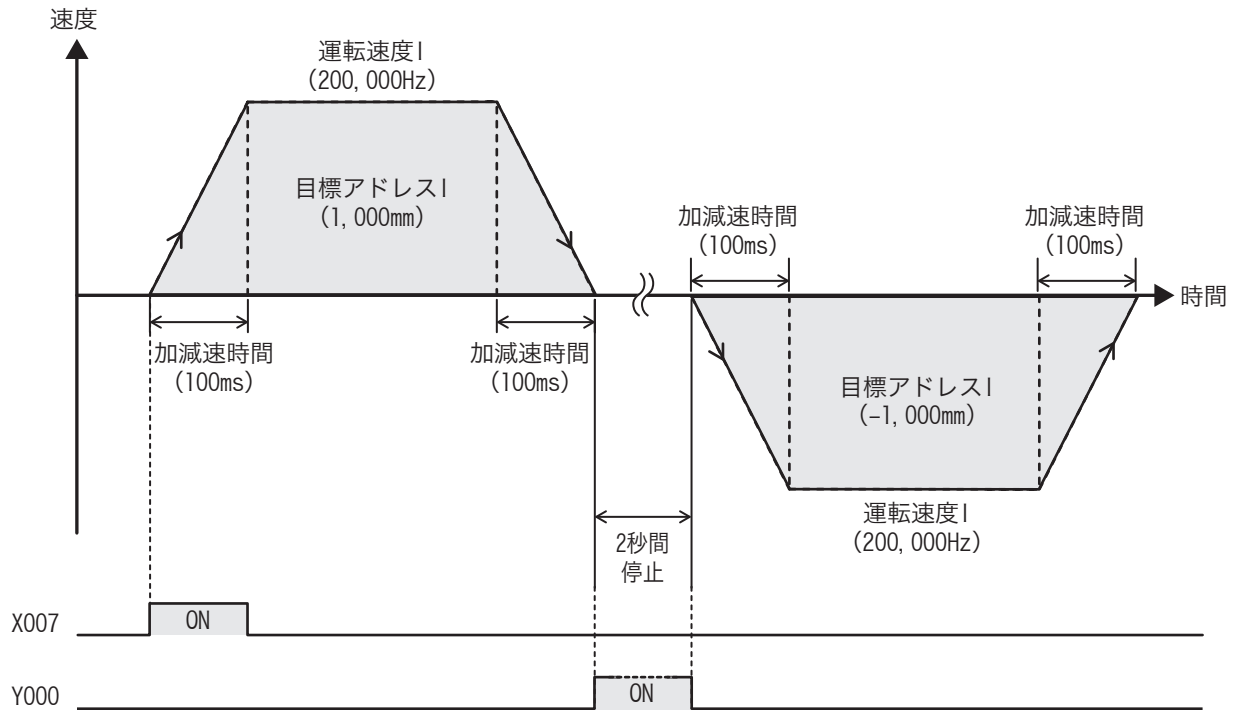 速度
運転速度I
(200, 000Hz)
目標アドレスI
(1, 000mm)
加減速時間
(100ms)
加減速時間
(100ms)
時間
加減速時間
(100ms)
加減速時間
(100ms)
目標アドレスI
(−1, 000mm)
運転速度I
(200, 000Hz)
2秒間
停止
X007
ON
Y000
ON